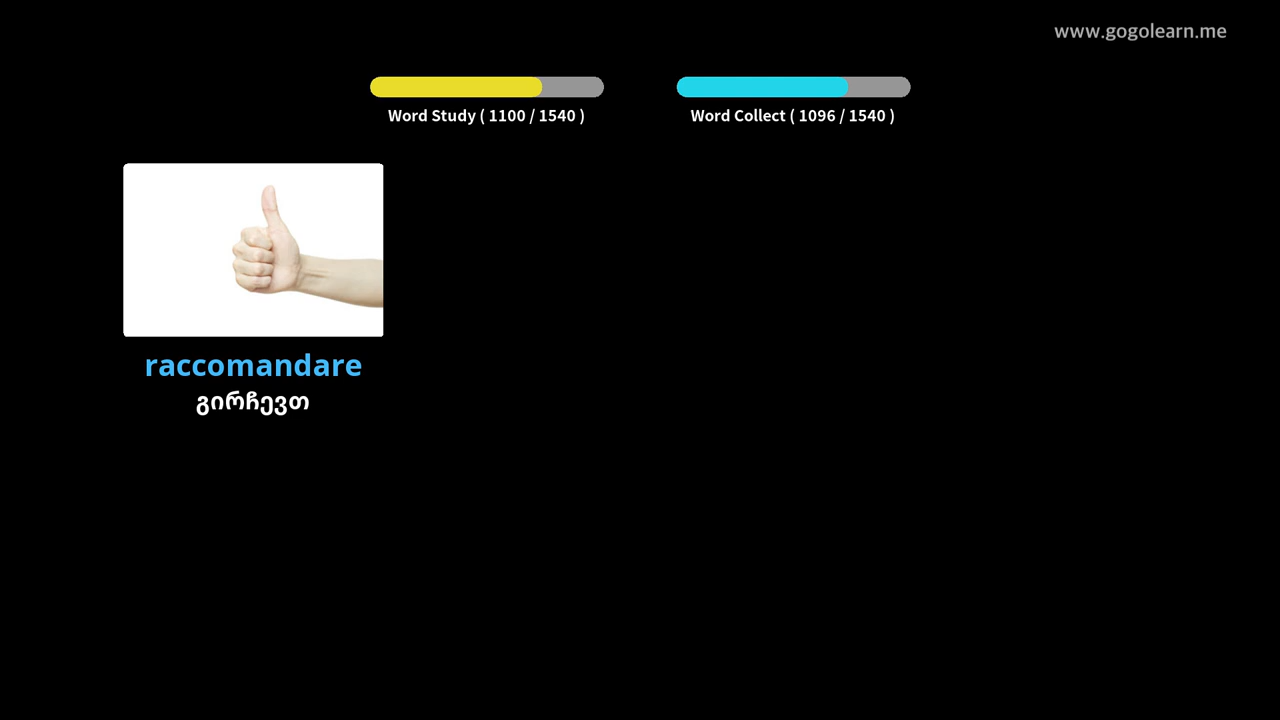 www.gogolearn.me
Word Study ( 1100 / 1540 )
Word Collect ( 1096 / 1540 )
raccomandare
გირჩევთ